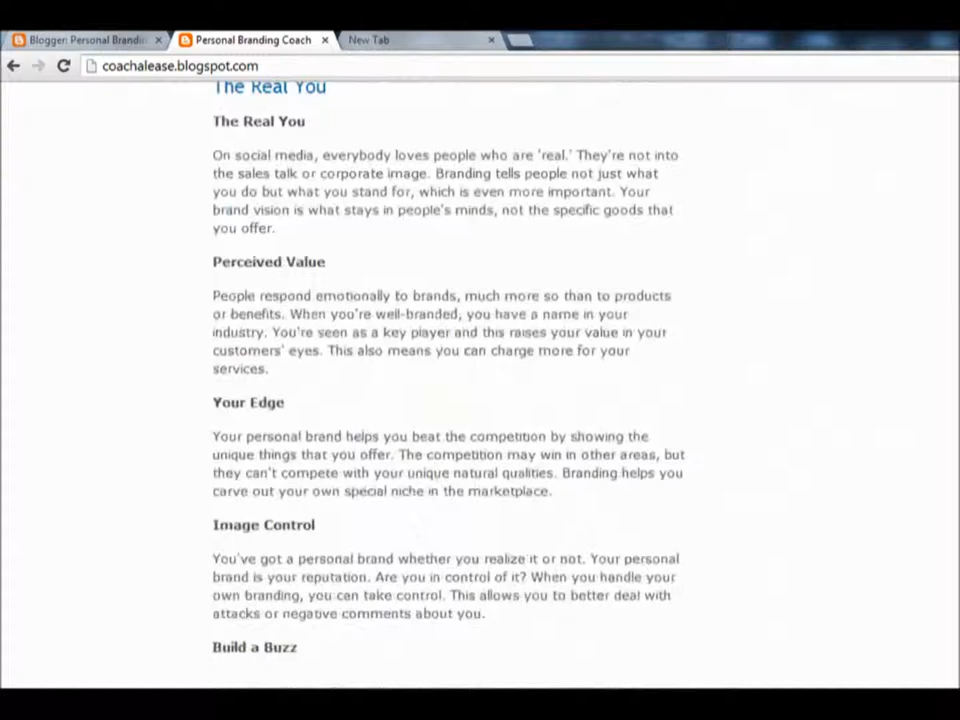 Blogger: Personal Brandin
Personal Branding Coach
New Tab
coachalease.blogspot.com
The Real You
The Real You
On social media, everybody loves people who are 'real.' They're not into
the sales talk or corporate image. Branding tells people not just what
you do but what you stand for, which is even more important. Your
brand vision is what stays in people's minds, not the specific goods that
you offer.
Perceived Value
People respond emotionally to brands, much more so than to products
or benefits. When you're well-branded, you have a name in your
industry. You're seen as a key player and this raises your value in your
customers' eyes. This also means you can charge more for your
services.
Your Edge
Your personal brand helps you beat the competition by showing the
unique things that you offer. The competition may win in other areas, but
they can't compete with your unique natural qualities. Branding helps you
carve out your own special niche in the marketplace.
Image Control
You've got a personal brand whether you realize it or not. Your personal
brand is your reputation. Are you in control of it? When you handle your
own branding, you can take control. This allows you to better deal with
attacks or negative comments about you.
Build a Buzz